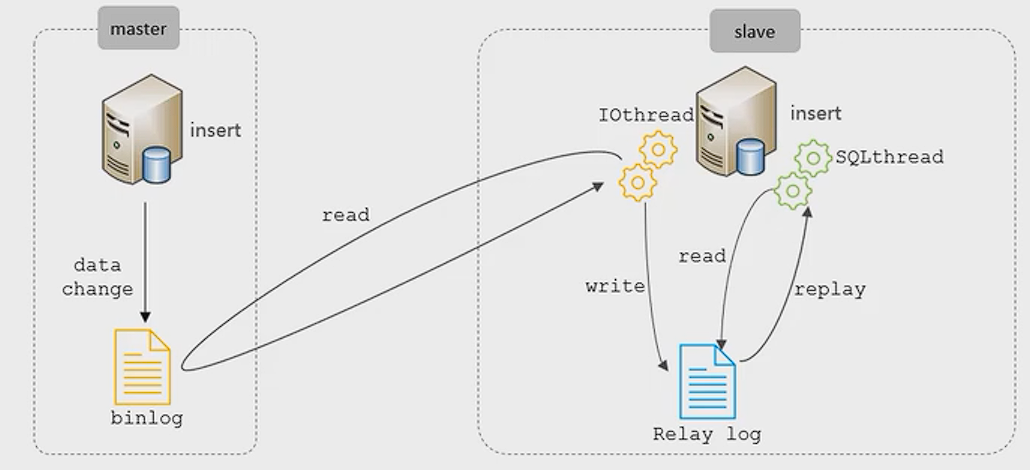 master
insert
data
change
binlog
read
slave
IOthread
insert
SQLthread
read
write
replay
Relay log